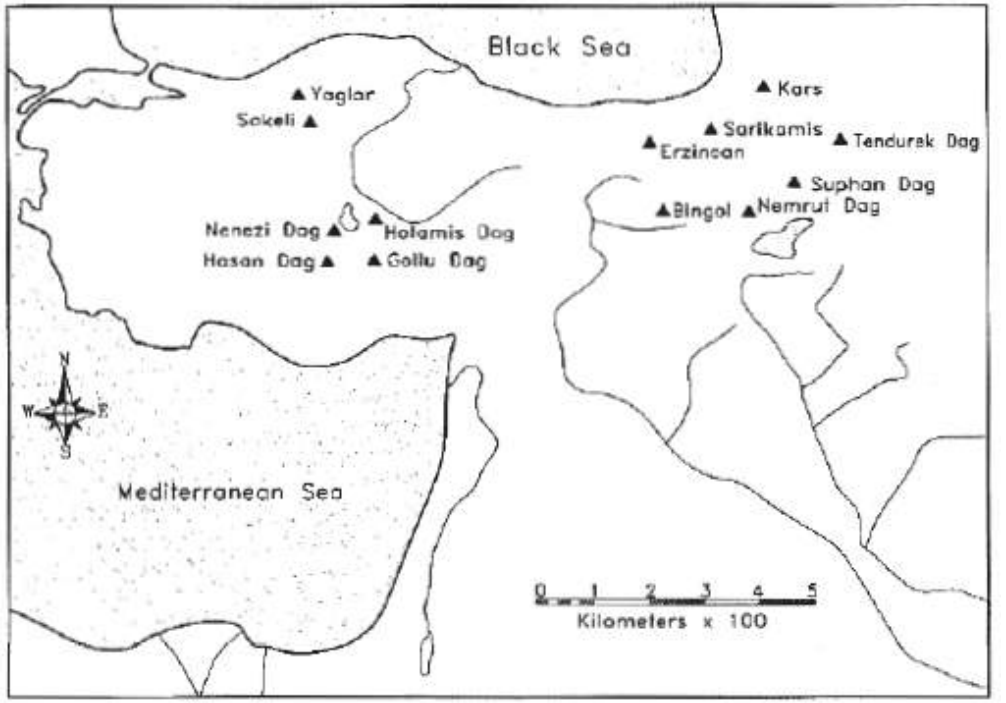 Black Sea
Kars
Yaglar
Sakeli
Sarikamis
Tendurek Dag
Erzincan
Suphan Dag
Bingol
Nemrut Dag
Nenezi Dag
Hotamis Dag
Hasan Dag
Gollu Dag
N
W E
S
Mediterranean Sea
0 1 2 3 4 5
Kilometers x 100